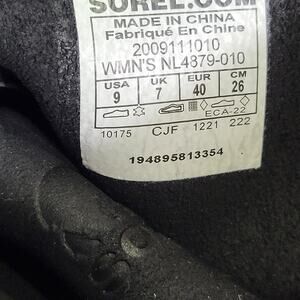 SOREL.COM
MADE IN CHINA
Fabriqué En Chine
2009111010
WMN'S NL4879-010
USA UK EUR CM
9 7 40 26
ECA-22
10175 CJF 1221 222
194895813354